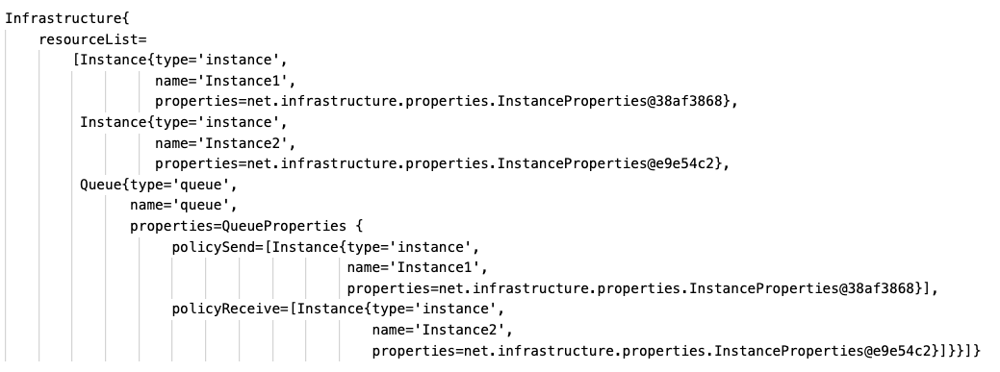 Infrastructure{
resourceList=
[Instance{type='instance',
name='Instance1',
properties=net.infrastructure.properties.InstanceProperties@38af3868},
Instance{type='instance',
name='Instance2',
properties=net.infrastructure.properties.InstanceProperties@e9e54c2},
Queue{type='queue',
name='queue',
properties=QueueProperties {
policySend=[Instance{type='instance',
name='Instance1',
properties=net.infrastructure.properties.InstanceProperties@38af3868}],
policyReceive=[Instance{type='instance',
name='Instance2',
properties=net.infrastructure.properties.InstanceProperties@e9e54c2}]}}]}